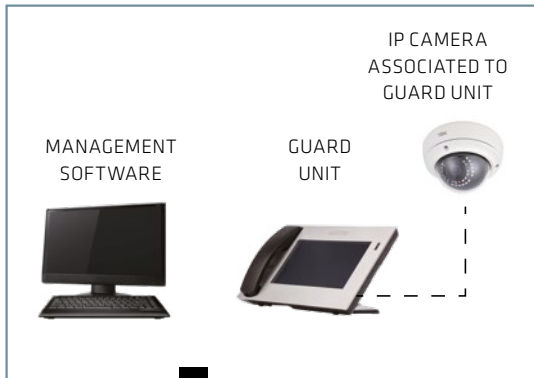 IP CAMERA
ASSOCIATED TO
GUARD UNIT
MANAGEMENT
SOFTWARE
GUARD
UNIT